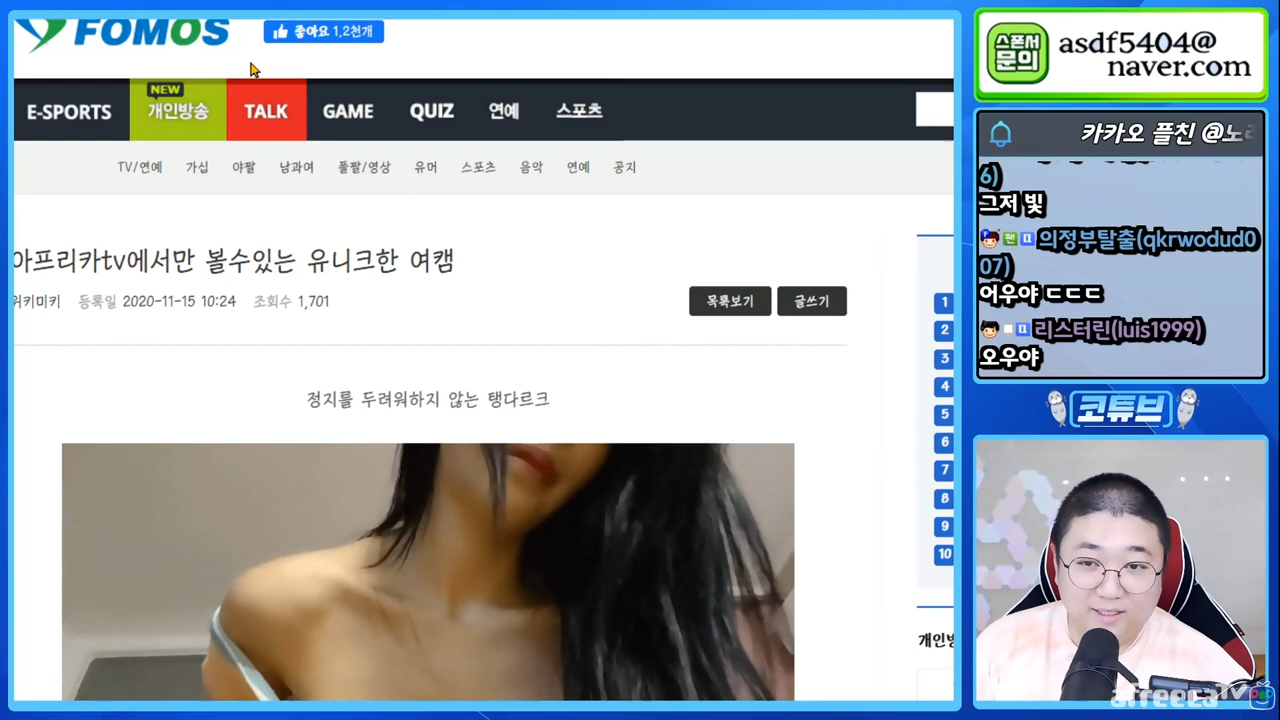 FOMOS
좋아요 1.2천개
E-SPORTS
NEW
개인방송
TALK
GAME
QUIZ
연예
스포츠
TV/연예 가십 야짤 남과여 돌짤/영상 유머 스포츠 음악 연예 공지
아프리카tv에서만 볼수있는 유니크한 여캠
위키미키 등록일 2020-11-15 10:24 조회수 1,701
목록보기 글쓰기
정지를 두려워하지 않는 탱다르크
1
2
3
4
5
6
7
8
9
10
스폰서
문의
asdf5404@
naver.com
카카오 플친 @노
6)
그저 빛
의정부탈출(qkrwodud0
07)
어우야 ㄷㄷㄷ
리스터린(luis1999)
오우야
코튜브
afreecaTV